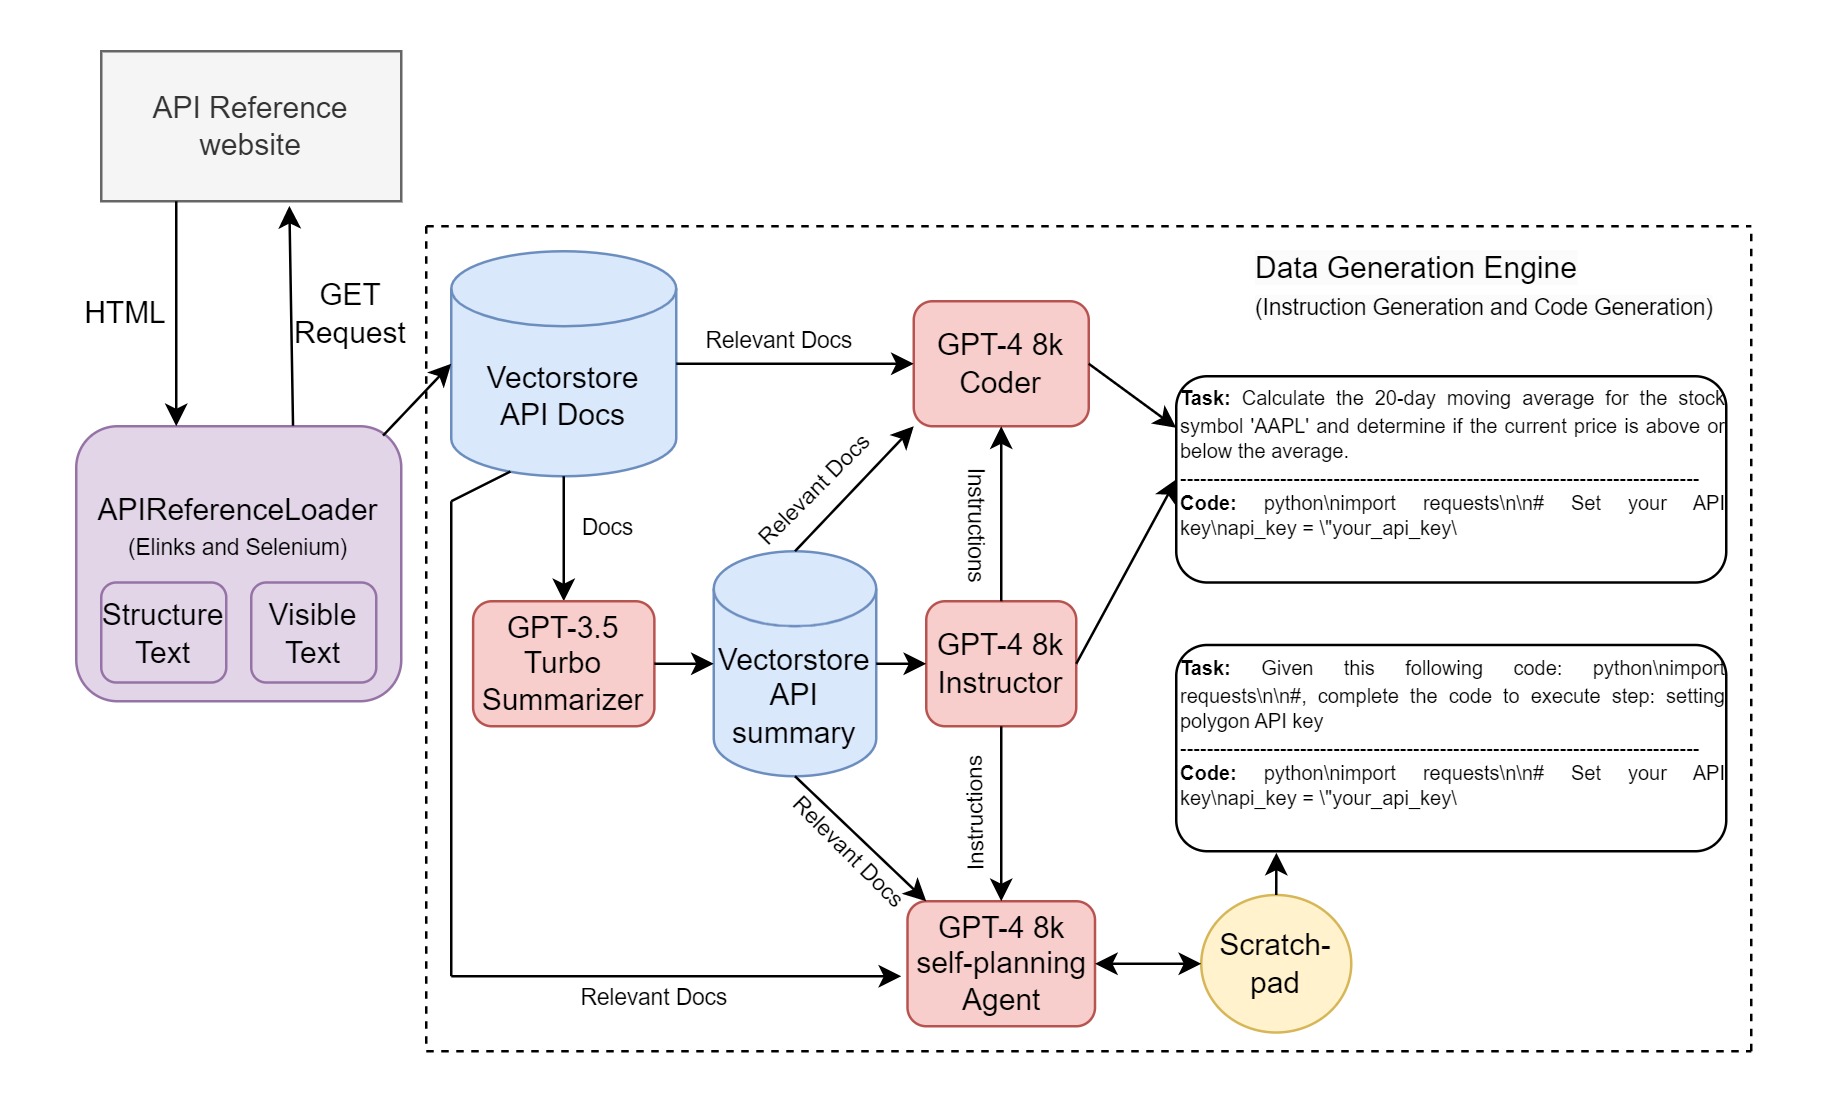 API Reference
website
HTML
GET
Request
APIReferenceLoader
(Elinks and Selenium)
Structure
Text
Visible
Text
Data Generation Engine
(Instruction Generation and Code Generation)
Vectorstore
API Docs
Relevant Docs
GPT-4 8k
Coder
Docs
Relevant Docs
Instructions
GPT-3.5
Turbo
Summarizer
Vectorstore
API
summary
GPT-4 8k
Instructor
Relevant Docs
Instructions
Relevant Docs
GPT-4 8k
self-planning
Agent
Scratch-
pad
Task: Calculate the 20-day moving average for the stock
symbol 'AAPL' and determine if the current price is above or
below the average.
Code: python\nimport requests\n\n# Set your API
key\napi_key = \"your_api_key\
Task: Given this following code: python\nimport
requests\n\n#, complete the code to execute step: setting
polygon API key
Code: python\nimport requests\n\n# Set your API
key\napi_key = \"your_api_key\